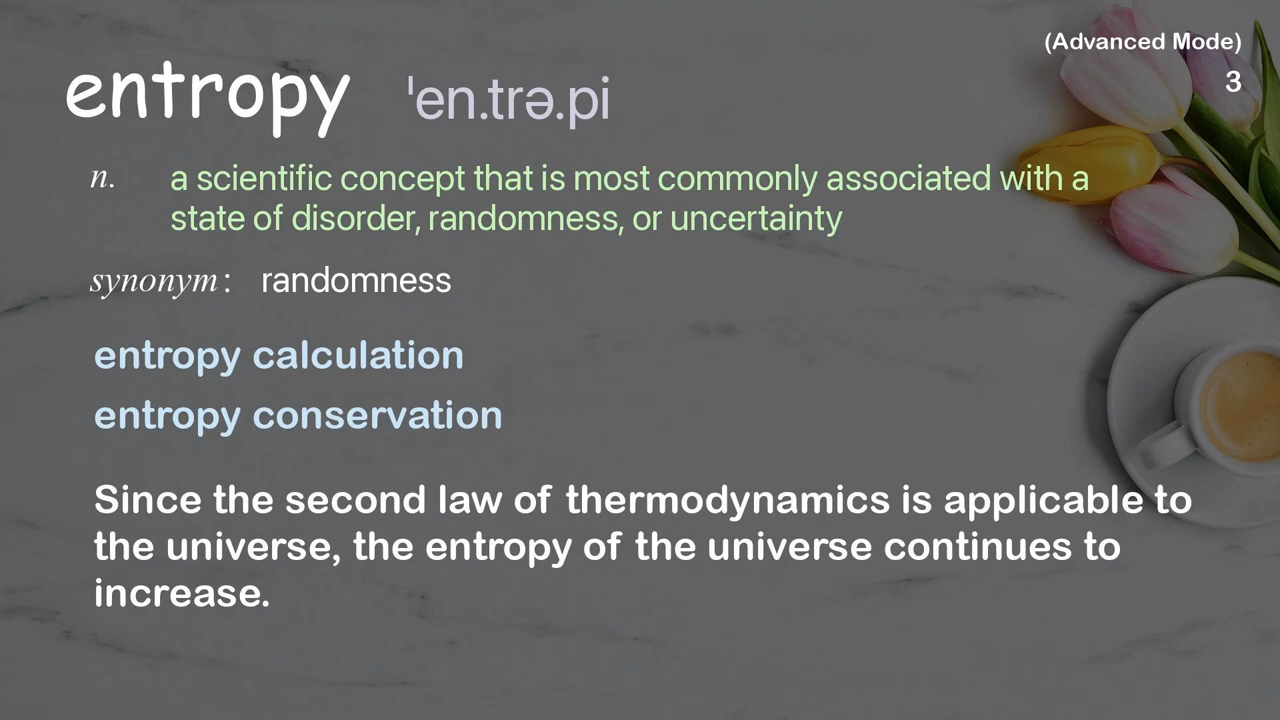 (Advanced Mode)
3
entropy ˈen.trə.pi
n. a scientific concept that is most commonly associated with a
state of disorder, randomness, or uncertainty
synonym: randomness
entropy calculation
entropy conservation
Since the second law of thermodynamics is applicable to
the universe, the entropy of the universe continues to
increase.